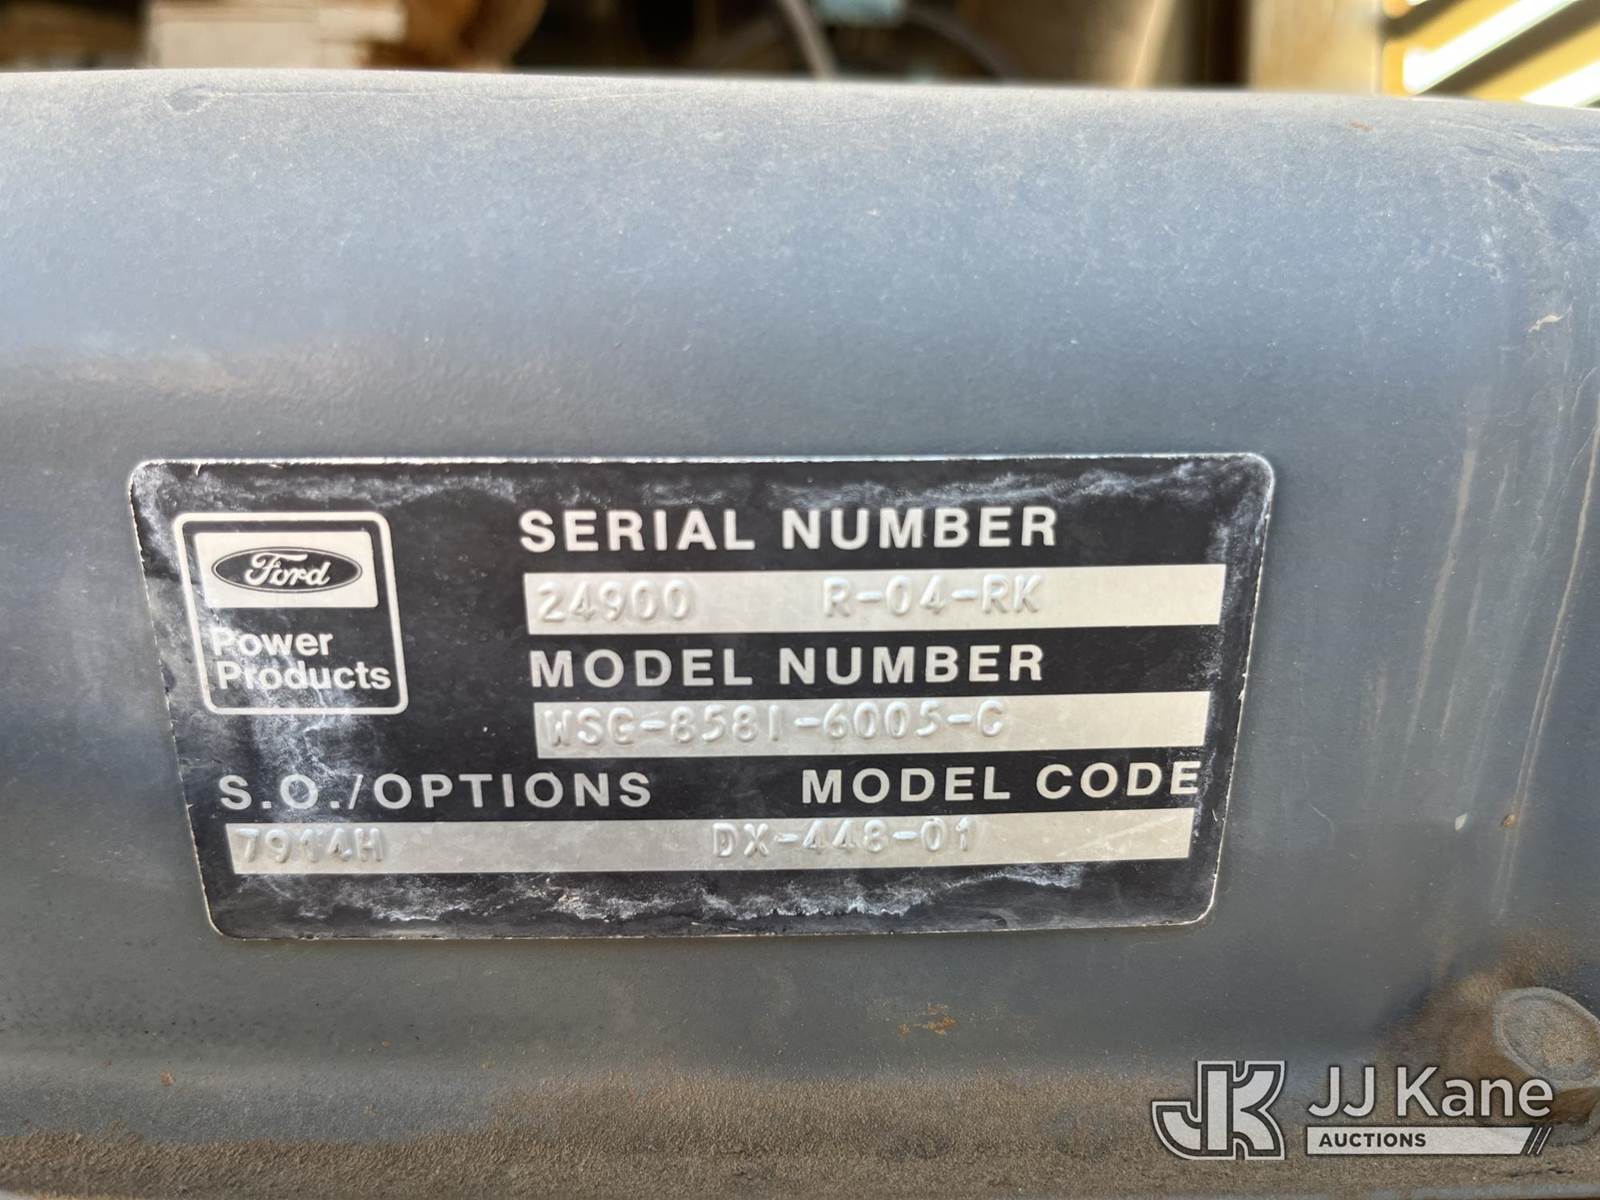 Ford
Power
Products
SERIAL NUMBER
24900 R-04-RK
MODEL NUMBER
WSG-8581-6005-C
S.O./OPTIONS MODEL CODE
7914H DX-448-01
JK JJ Kane
AUCTIONS